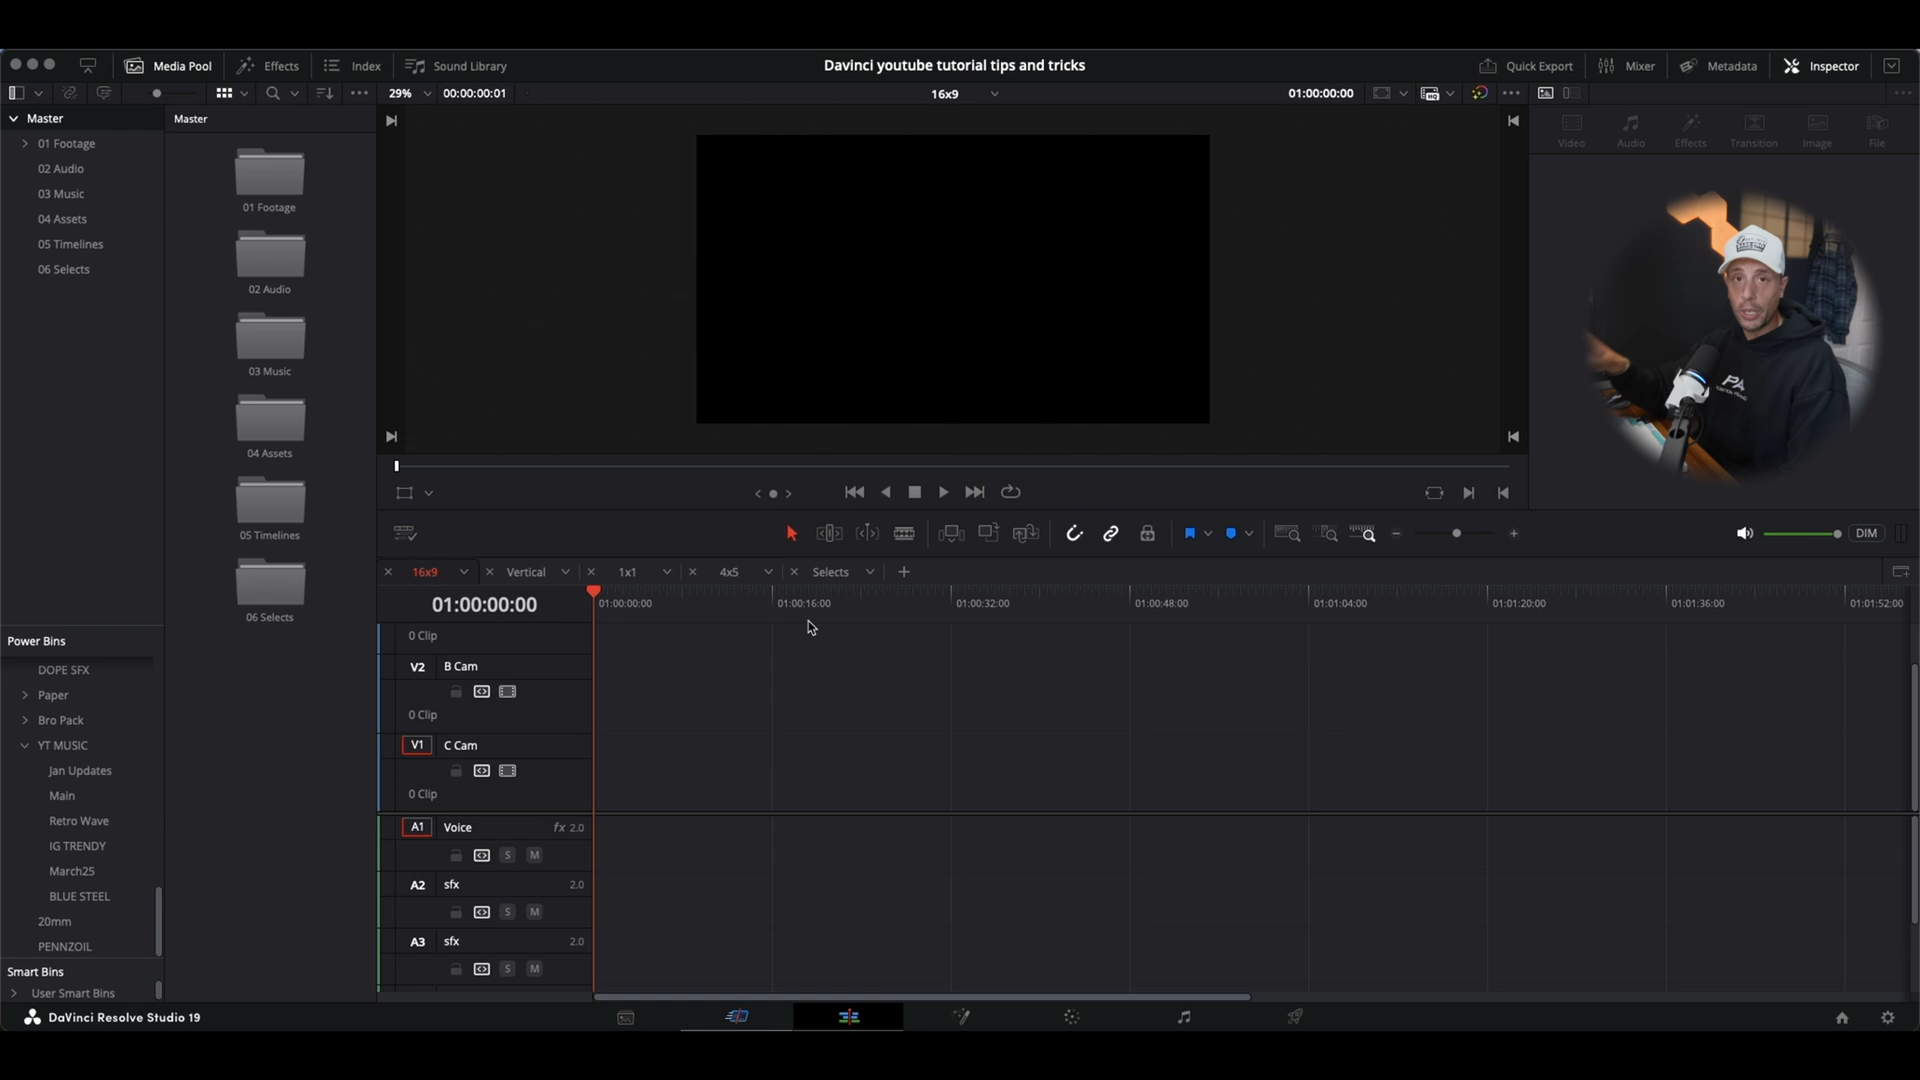 Media Pool
Effects
Index
Sound Library
Davinci youtube tutorial tips and tricks
Quick Export
Mixer
Metadata
Inspector
29%
00:00:00:01
16x9
01:00:00:00
Master
01 Footage
02 Audio
03 Music
04 Assets
05 Timelines
06 Selects
Master
01 Footage
02 Audio
03 Music
04 Assets
05 Timelines
06 Selects
Video
Audio
Effects
Transition
Image
File
PA
DIM
16x9
Vertical
1x1
4x5
Selects
01:00:00:00
01:00:00:00
01:00:16:00
01:00:32:00
01:00:48:00
01:01:04:00
01:01:20:00
01:01:36:00
01:01:52:00
0 Clip
V2
B Cam
0 Clip
V1
C Cam
0 Clip
A1
Voice
fx 2.0
S
M
A2
sfx
2.0
S
M
A3
sfx
2.0
S
M
Power Bins
DOPE SFX
Paper
Bro Pack
YT MUSIC
Jan Updates
Main
Retro Wave
IG TRENDY
March25
BLUE STEEL
20mm
PENNZOIL
Smart Bins
User Smart Bins
DaVinci Resolve Studio 19